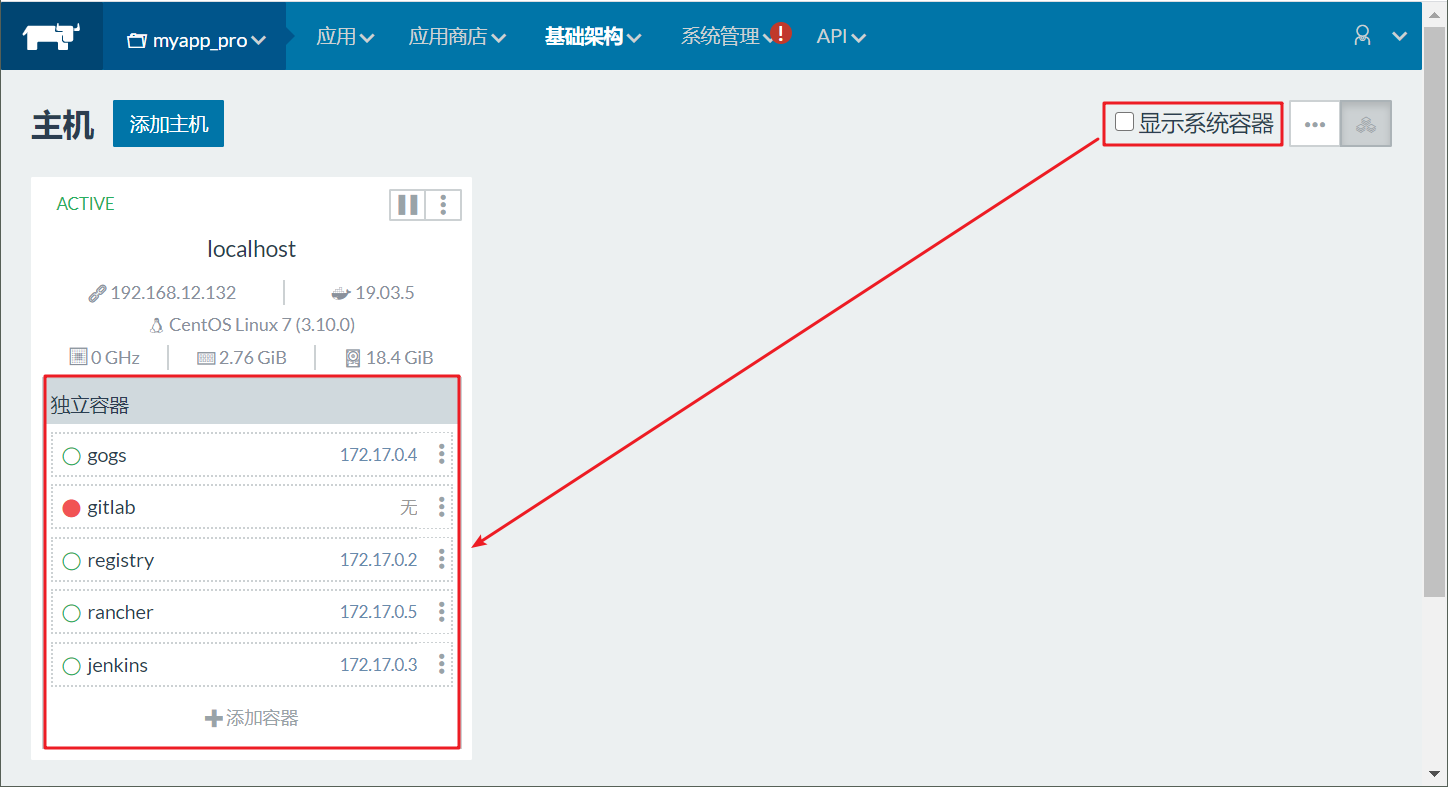 myapp_pro 应用 应用商店 基础架构 系统管理 ! API
主机 添加主机 显示系统容器
ACTIVE
localhost
192.168.12.132 19.03.5
CentOS Linux 7 (3.10.0)
0 GHz 2.76 GiB 18.4 GiB
独立容器
gogs 172.17.0.4
gitlab 无
registry 172.17.0.2
rancher 172.17.0.5
jenkins 172.17.0.3
添加容器